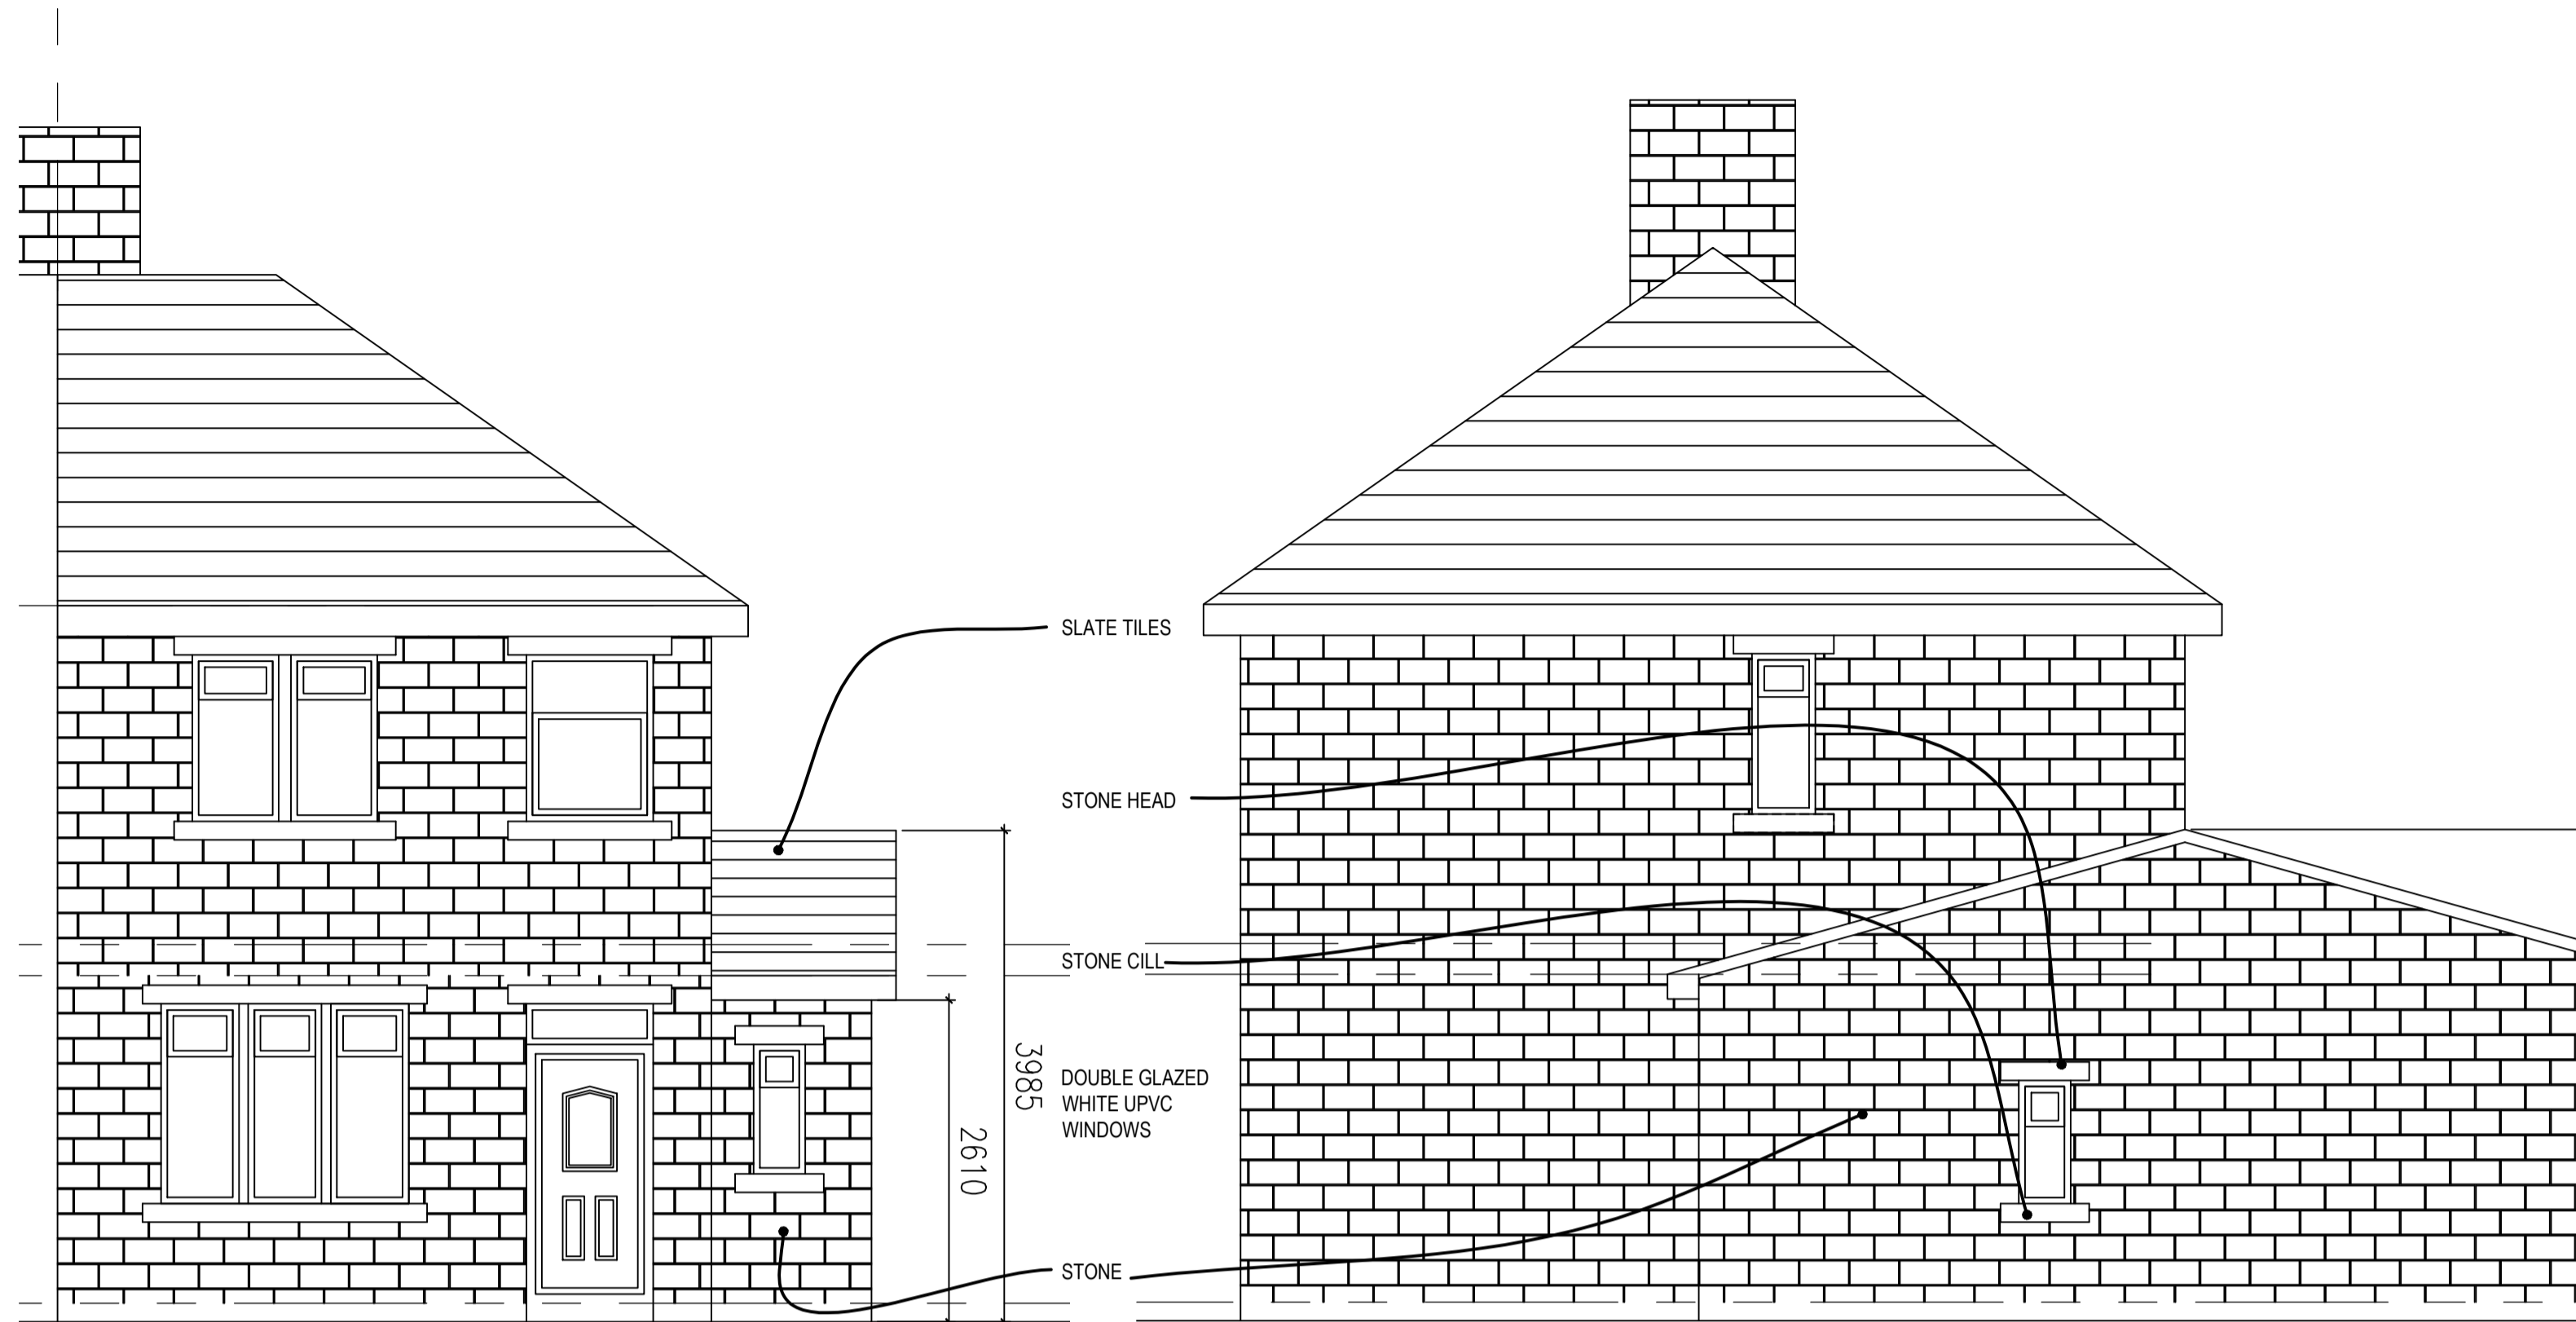 SLATE TILES
STONE HEAD
STONE CILL
3985
DOUBLE GLAZED
WHITE UPVC
WINDOWS
2610
STONE